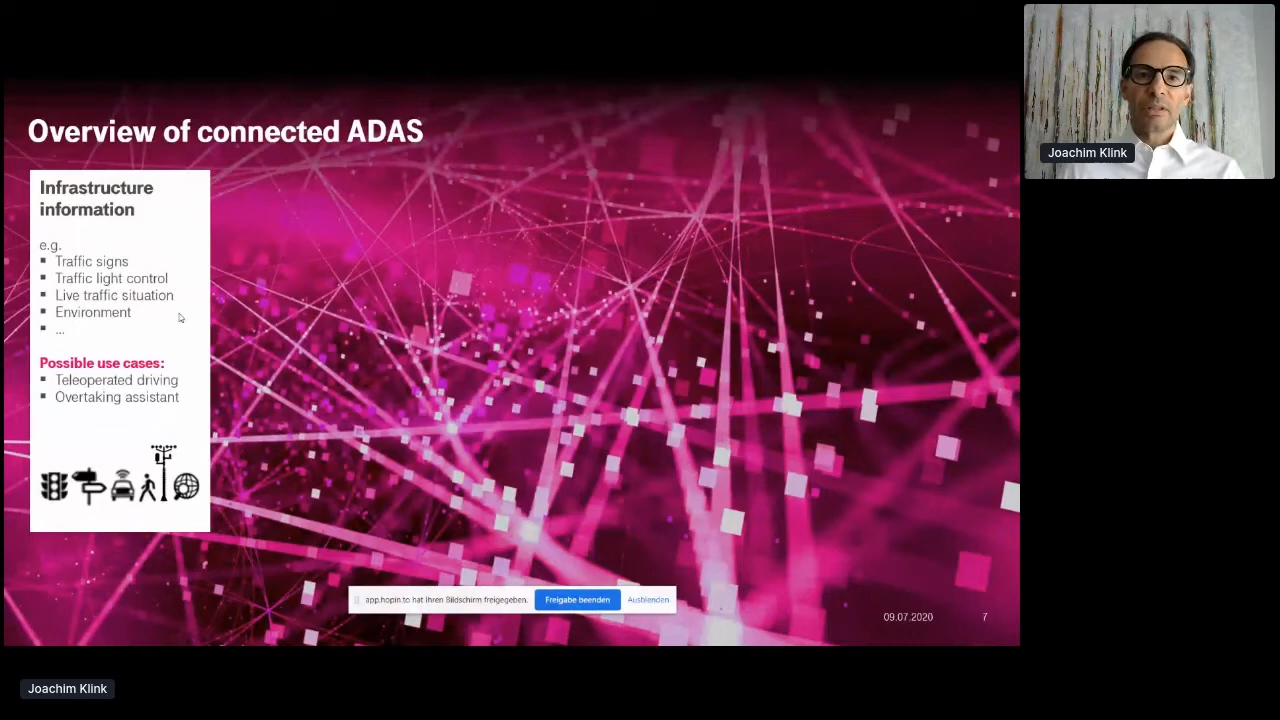 Overview of connected ADAS
Infrastructure
information
e.g.
▪ Traffic signs
▪ Traffic light control
▪ Live traffic situation
▪ Environment
▪ ...
Possible use cases:
▪ Teleoperated driving
▪ Overtaking assistant
app.hopin.to hat Ihren Bildschirm freigegeben. Freigabe beenden Ausblenden
09.07.2020 7
Joachim Klink
Joachim Klink